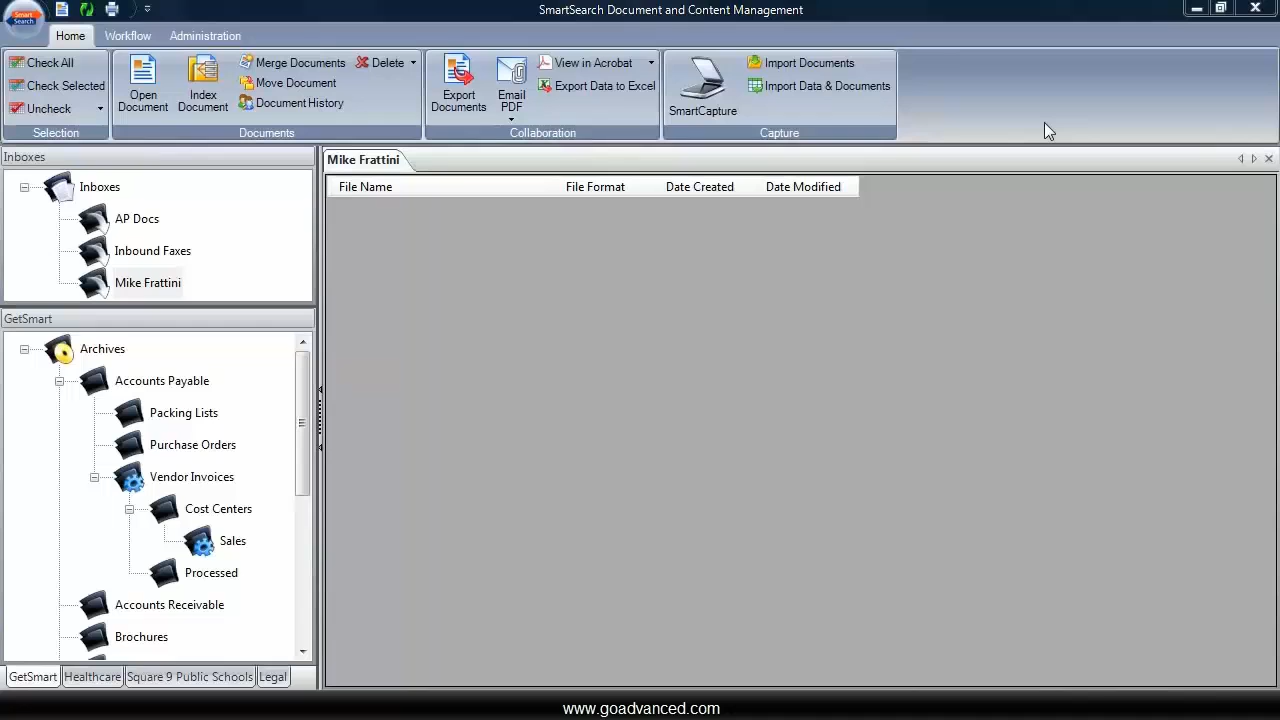 Smart
Search
SmartSearch Document and Content Management
Home
Workflow
Administration
Check All
Check Selected
Uncheck
Selection
Open
Document
Index
Document
Merge Documents
Delete
Move Document
Document History
Documents
Export
Documents
Email
PDF
View in Acrobat
Export Data to Excel
Collaboration
SmartCapture
Import Documents
Import Data & Documents
Capture
Inboxes
Inboxes
AP Docs
Inbound Faxes
Mike Frattini
GetSmart
Archives
Accounts Payable
Packing Lists
Purchase Orders
Vendor Invoices
Cost Centers
Sales
Processed
Accounts Receivable
Brochures
GetSmart
Healthcare
Square 9 Public Schools
Legal
Mike Frattini
File Name
File Format
Date Created
Date Modified
www.goadvanced.com